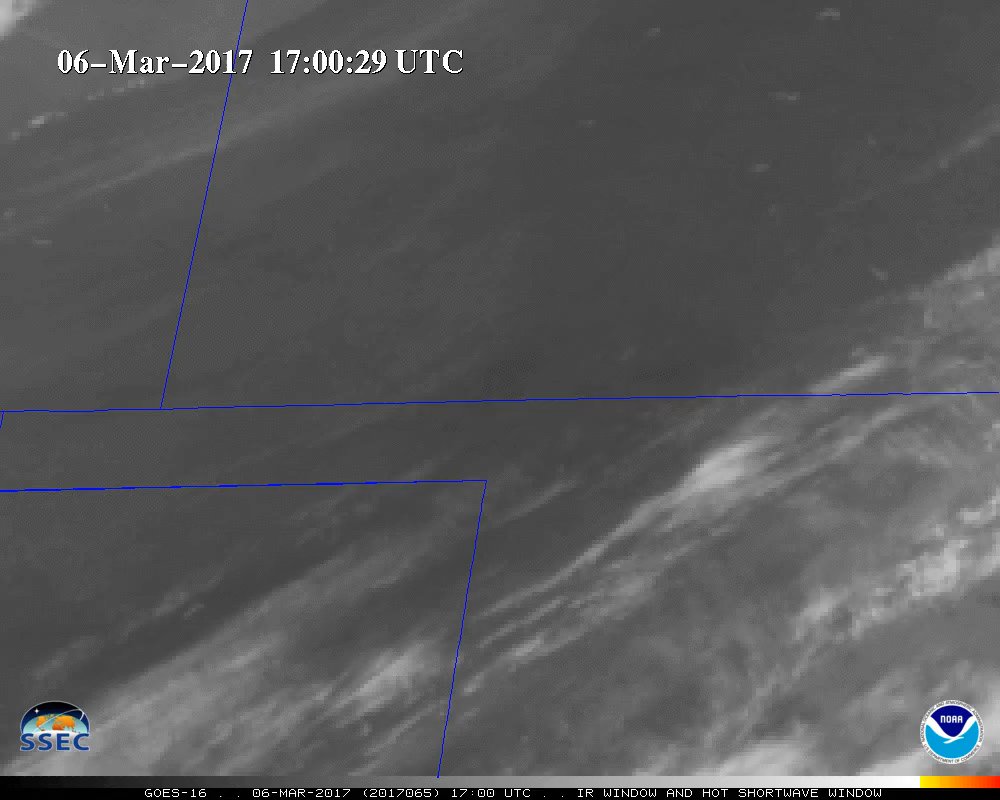 06-Mar-2017 17:00:29 UTC
SSEC
NOAA
GOES-16 . . 06-MAR-2017 (2017065) 17:00 UTC . . IR WINDOW AND HOT SHORTWAVE WINDOW